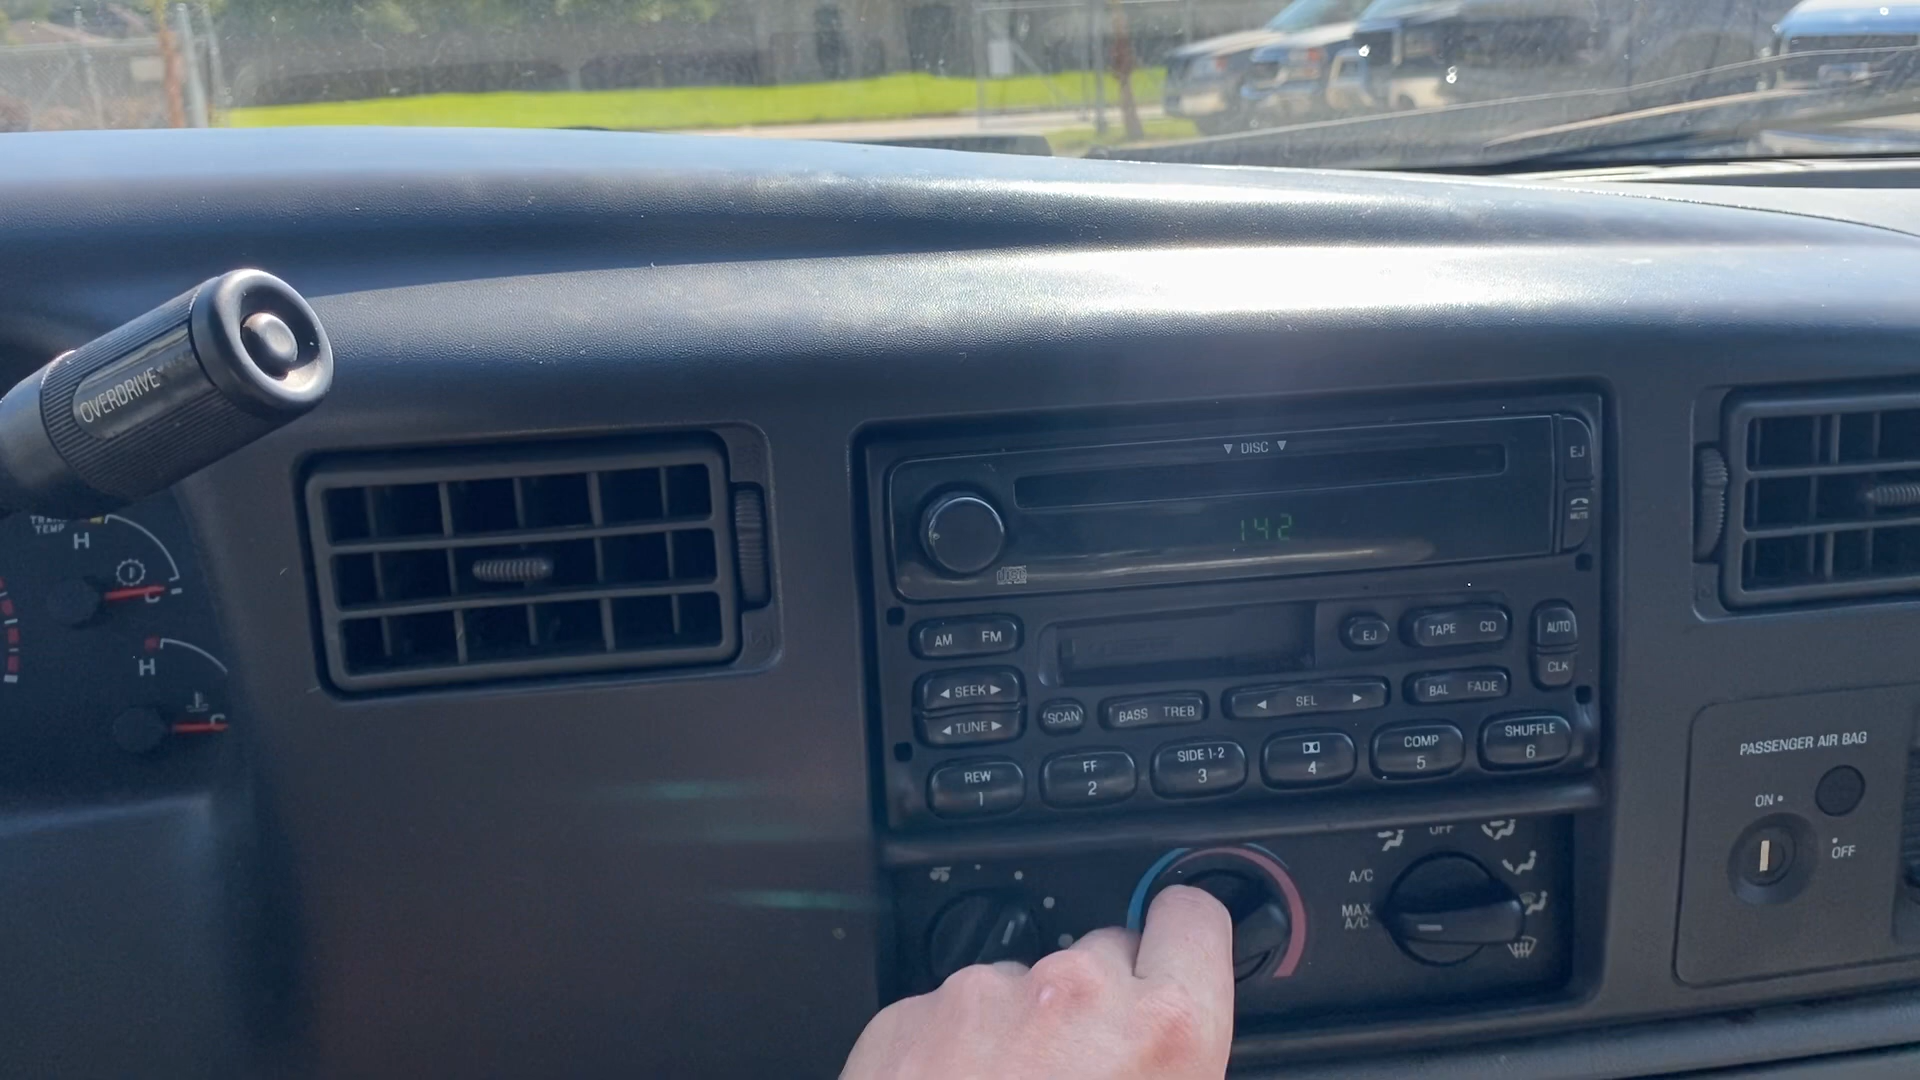 OVERDRIVE
TRANS
TEMP
H
C
H
C
▼ DISC ▼
EJ
MUTE
142
disc
AM FM
EJ
TAPE CD
AUTO
CLK
◄ SEEK ►
◄ TUNE ►
SCAN
BASS TREB
◄ SEL ►
BAL FADE
REW
1
FF
2
SIDE 1-2
3
4
COMP
5
SHUFFLE
6
OFF
A/C
MAX
A/C
PASSENGER AIR BAG
ON
OFF